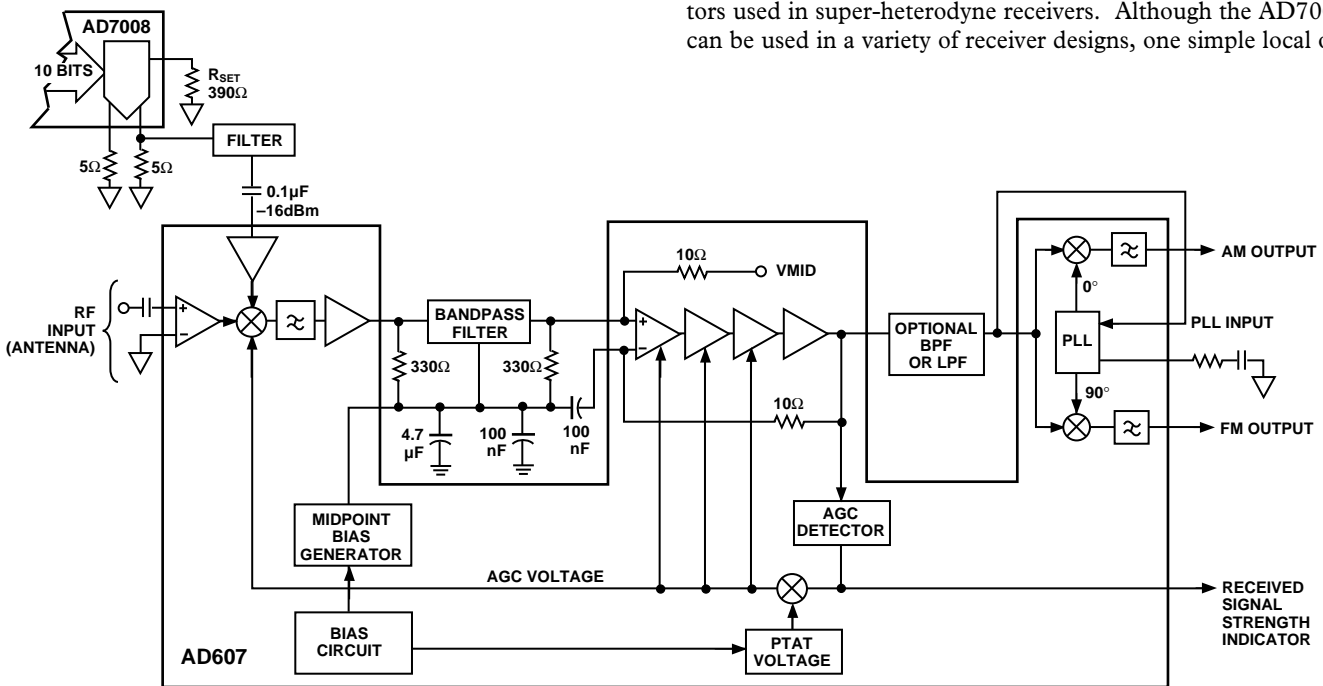 tors used in super-heterodyne receivers. Although the AD70
can be used in a variety of receiver designs, one simple local o
AD7008
10 BITS
RSET
390Ω
FILTER
5Ω
5Ω
0.1µF
–16dBm
RF
INPUT
(ANTENNA)
BANDPASS
FILTER
330Ω
330Ω
4.7
µF
100
nF
100
nF
10Ω
VMID
+
–
+
–
10Ω
OPTIONAL
BPF
OR LPF
0°
PLL
90°
AM OUTPUT
PLL INPUT
FM OUTPUT
MIDPOINT
BIAS
GENERATOR
AGC
DETECTOR
AGC VOLTAGE
BIAS
CIRCUIT
PTAT
VOLTAGE
RECEIVED
SIGNAL
STRENGTH
INDICATOR
AD607